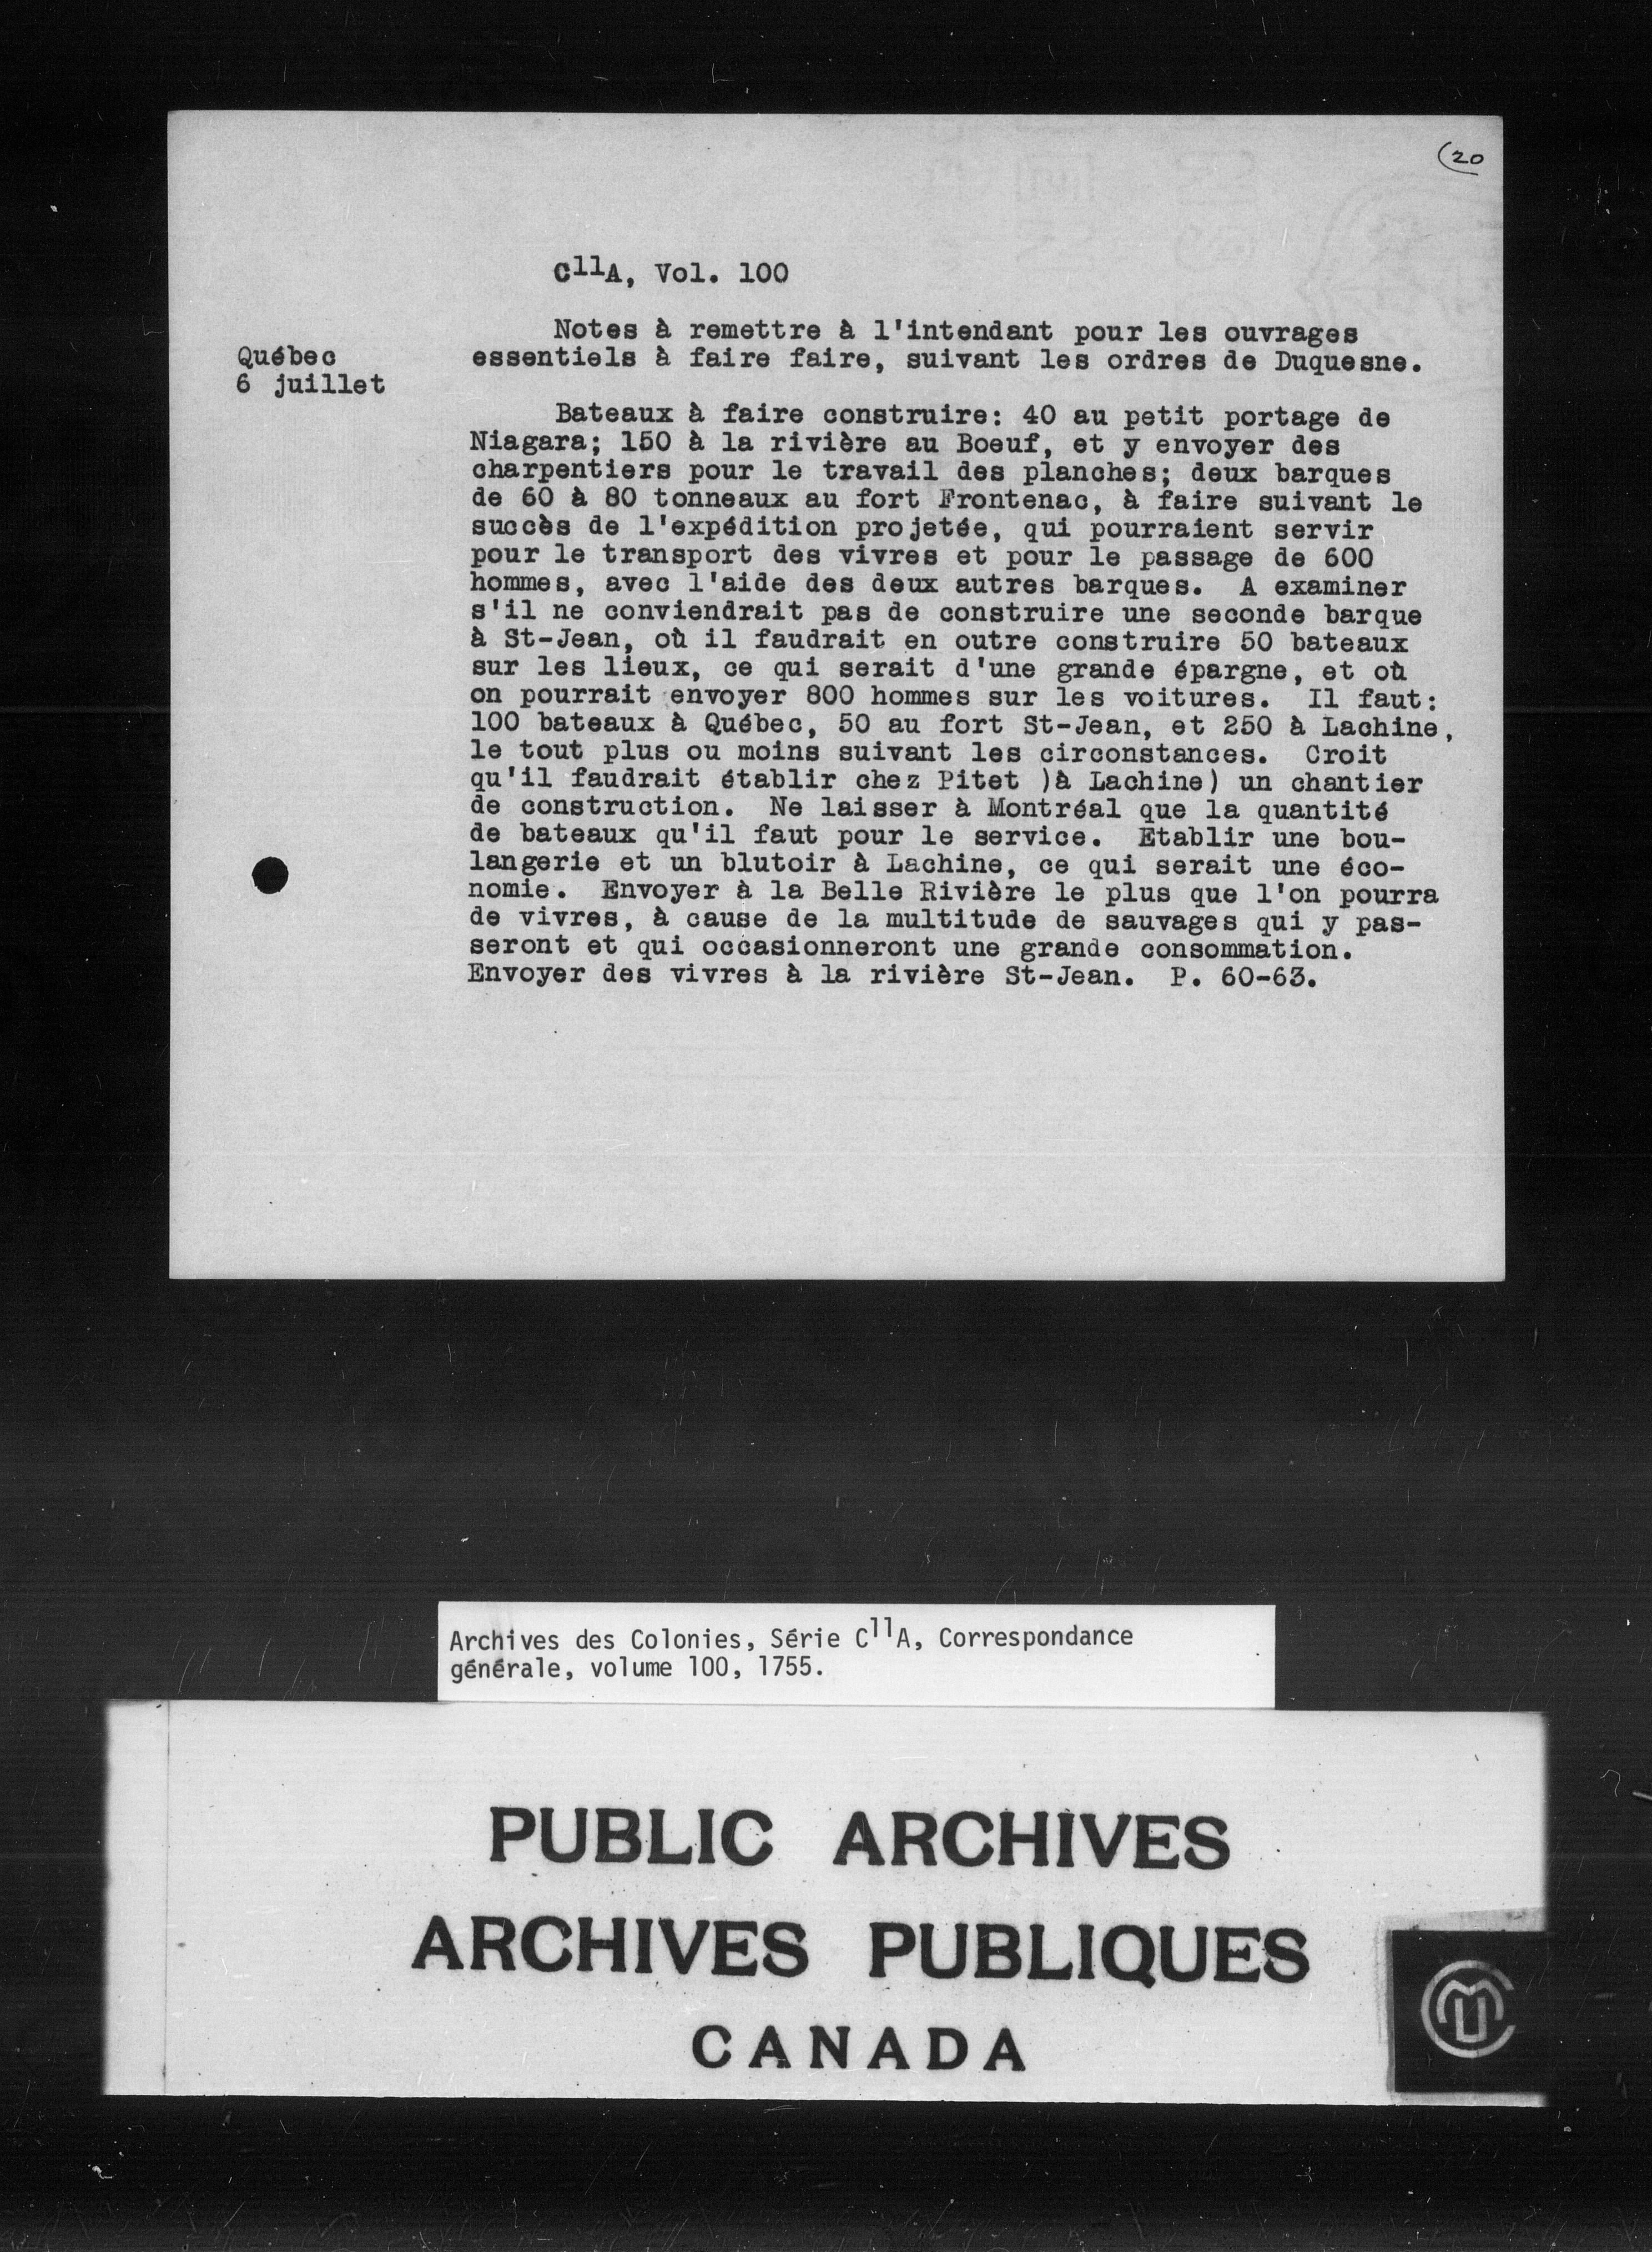 (20
C11A, Vol. 100
Notes à remettre à l'intendant pour les ouvrages
essentiels à faire faire, suivant les ordres de Duquesne.
Québec
6 juillet
Bateaux à faire construire: 40 au petit portage de
Niagara; 150 à la rivière au Boeuf, et y envoyer des
charpentiers pour le travail des planches; deux barques
de 60 à 80 tonneaux au fort Frontenac, à faire suivant le
succès de l'expédition projetée, qui pourraient servir
pour le transport des vivres et pour le passage de 600
hommes, avec l'aide des deux autres barques. A examiner
s'il ne conviendrait pas de construire une seconde barque
à St-Jean, où il faudrait en outre construire 50 bateaux
sur les lieux, ce qui serait d'une grande épargne, et où
on pourrait envoyer 800 hommes sur les voitures. Il faut:
100 bateaux à Québec, 50 au fort St-Jean, et 250 à Lachine,
le tout plus ou moins suivant les circonstances. Croit
qu'il faudrait établir chez Pitet )à Lachine) un chantier
de construction. Ne laisser à Montréal que la quantité
de bateaux qu'il faut pour le service. Etablir une bou-
langerie et un blutoir à Lachine, ce qui serait une éco-
nomie. Envoyer à la Belle Rivière le plus que l'on pourra
de vivres, à cause de la multitude de sauvages qui y pas-
seront et qui occasionneront une grande consommation.
Envoyer des vivres à la rivière St-Jean. P. 60-63.
Archives des Colonies, Série C11A, Correspondance
générale, volume 100, 1755.
PUBLIC ARCHIVES
ARCHIVES PUBLIQUES
CANADA